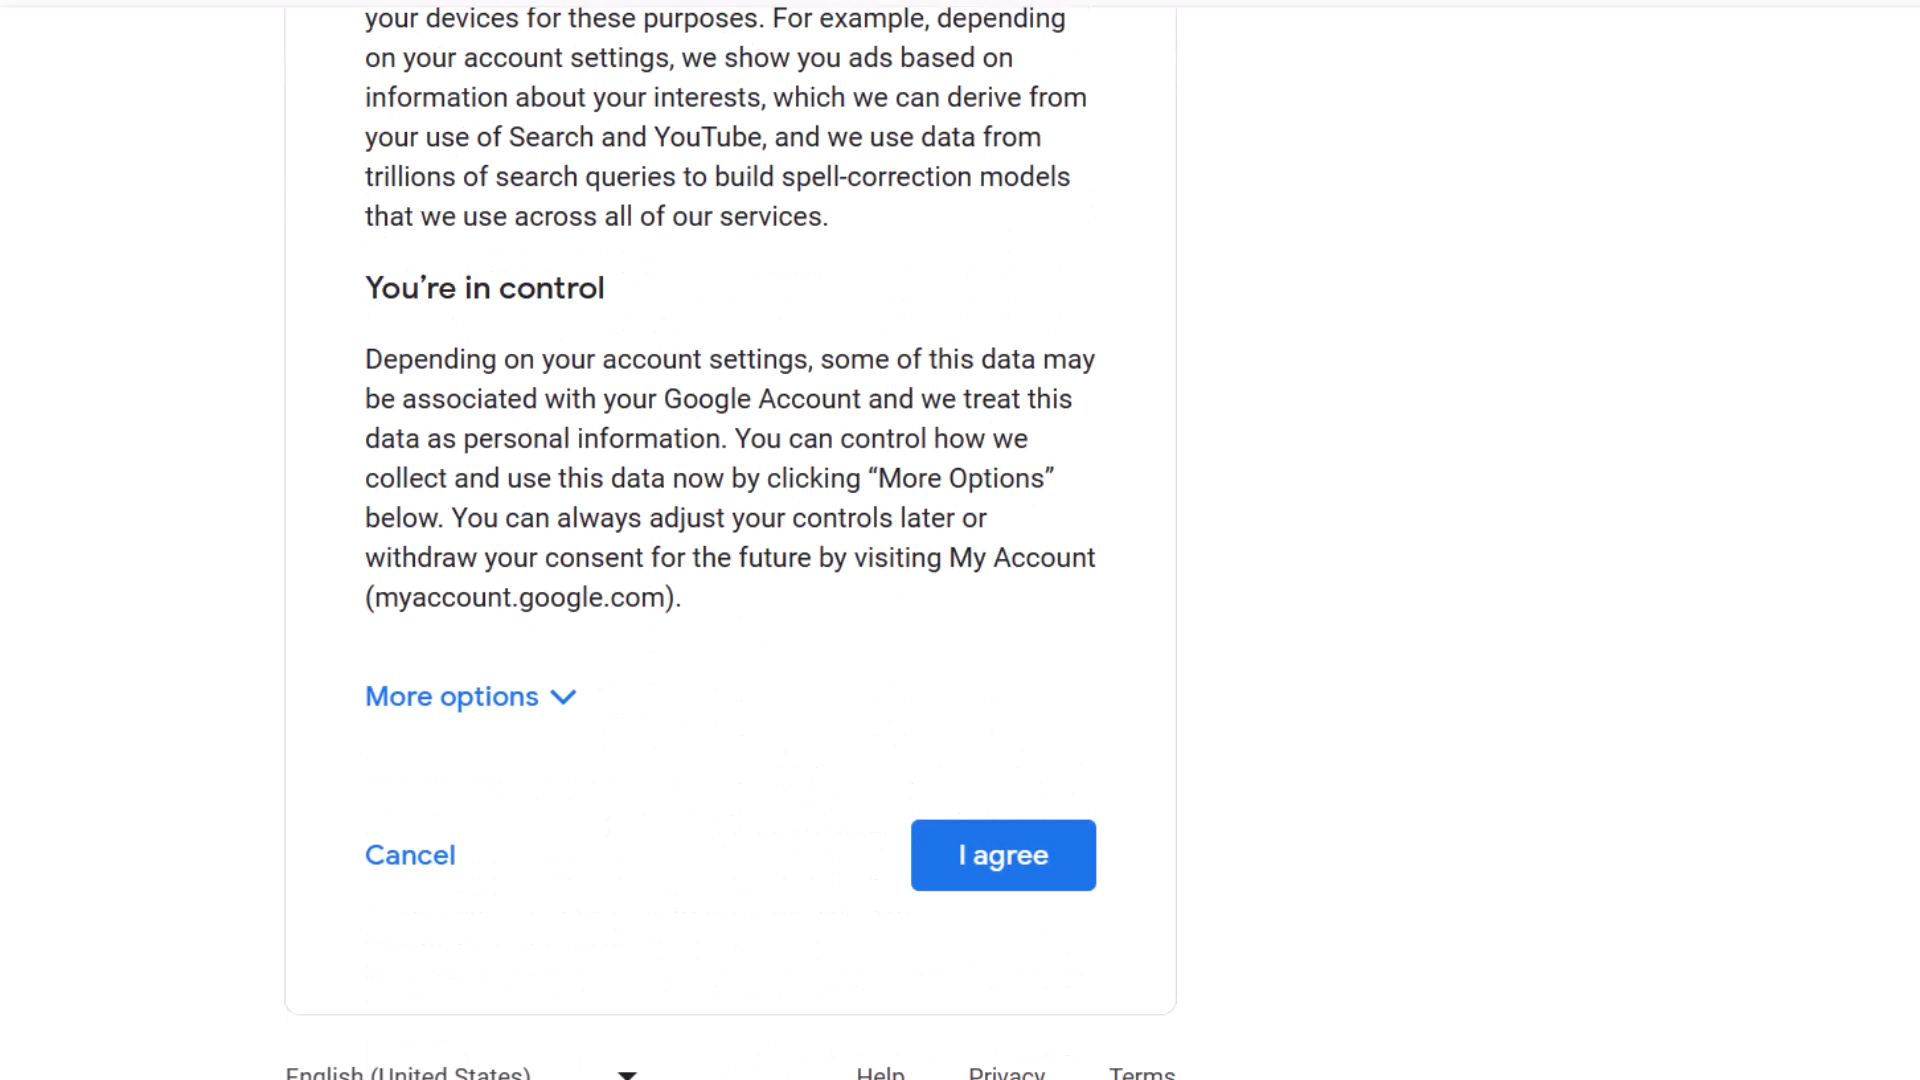 your devices for these purposes. For example, depending
on your account settings, we show you ads based on
information about your interests, which we can derive from
your use of Search and YouTube, and we use data from
trillions of search queries to build spell-correction models
that we use across all of our services.
You’re in control
Depending on your account settings, some of this data may
be associated with your Google Account and we treat this
data as personal information. You can control how we
collect and use this data now by clicking “More Options”
below. You can always adjust your controls later or
withdraw your consent for the future by visiting My Account
(myaccount.google.com).
More options
Cancel
I agree
English (United States)
Help
Privacy
Terms